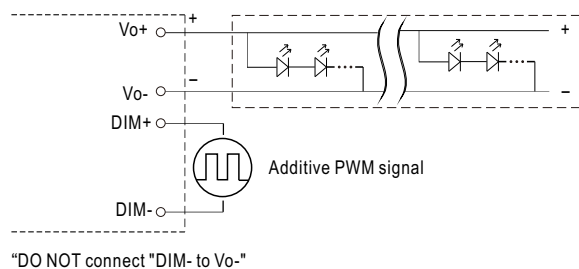 Vo+
+
+
–
Vo-
–
DIM+
Additive PWM signal
DIM-
“DO NOT connect "DIM- to Vo-"